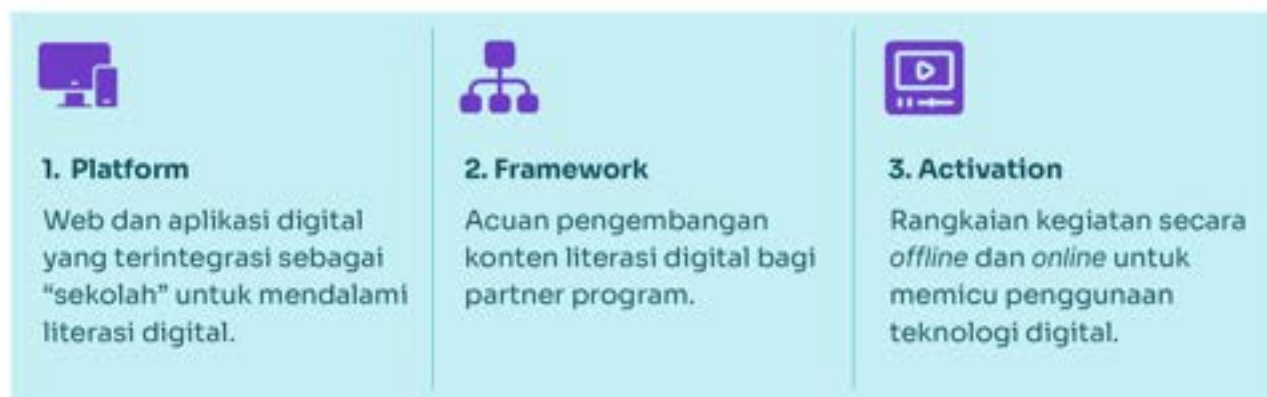 1. Platform
Web dan aplikasi digital
yang terintegrasi sebagai
“sekolah” untuk mendalami
literasi digital.
2. Framework
Acuan pengembangan
konten literasi digital bagi
partner program.
3. Activation
Rangkaian kegiatan secara
offline dan online untuk
memicu penggunaan
teknologi digital.